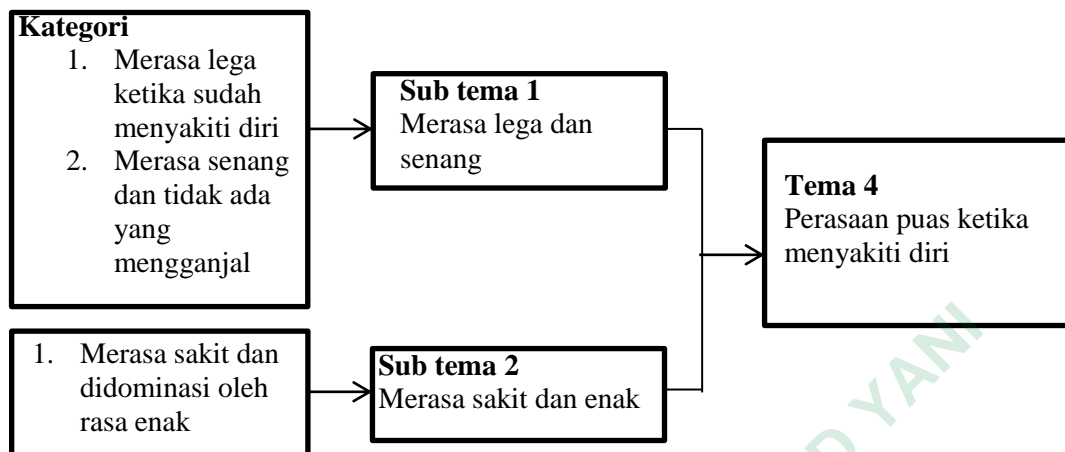 Kategori
1. Merasa lega
ketika sudah
menyakiti diri
2. Merasa senang
dan tidak ada
yang
mengganjal
Sub tema 1
Merasa lega dan
senang
Tema 4
Perasaan puas ketika
menyakiti diri
1. Merasa sakit dan
didominasi oleh
rasa enak
Sub tema 2
Merasa sakit dan enak
YANI